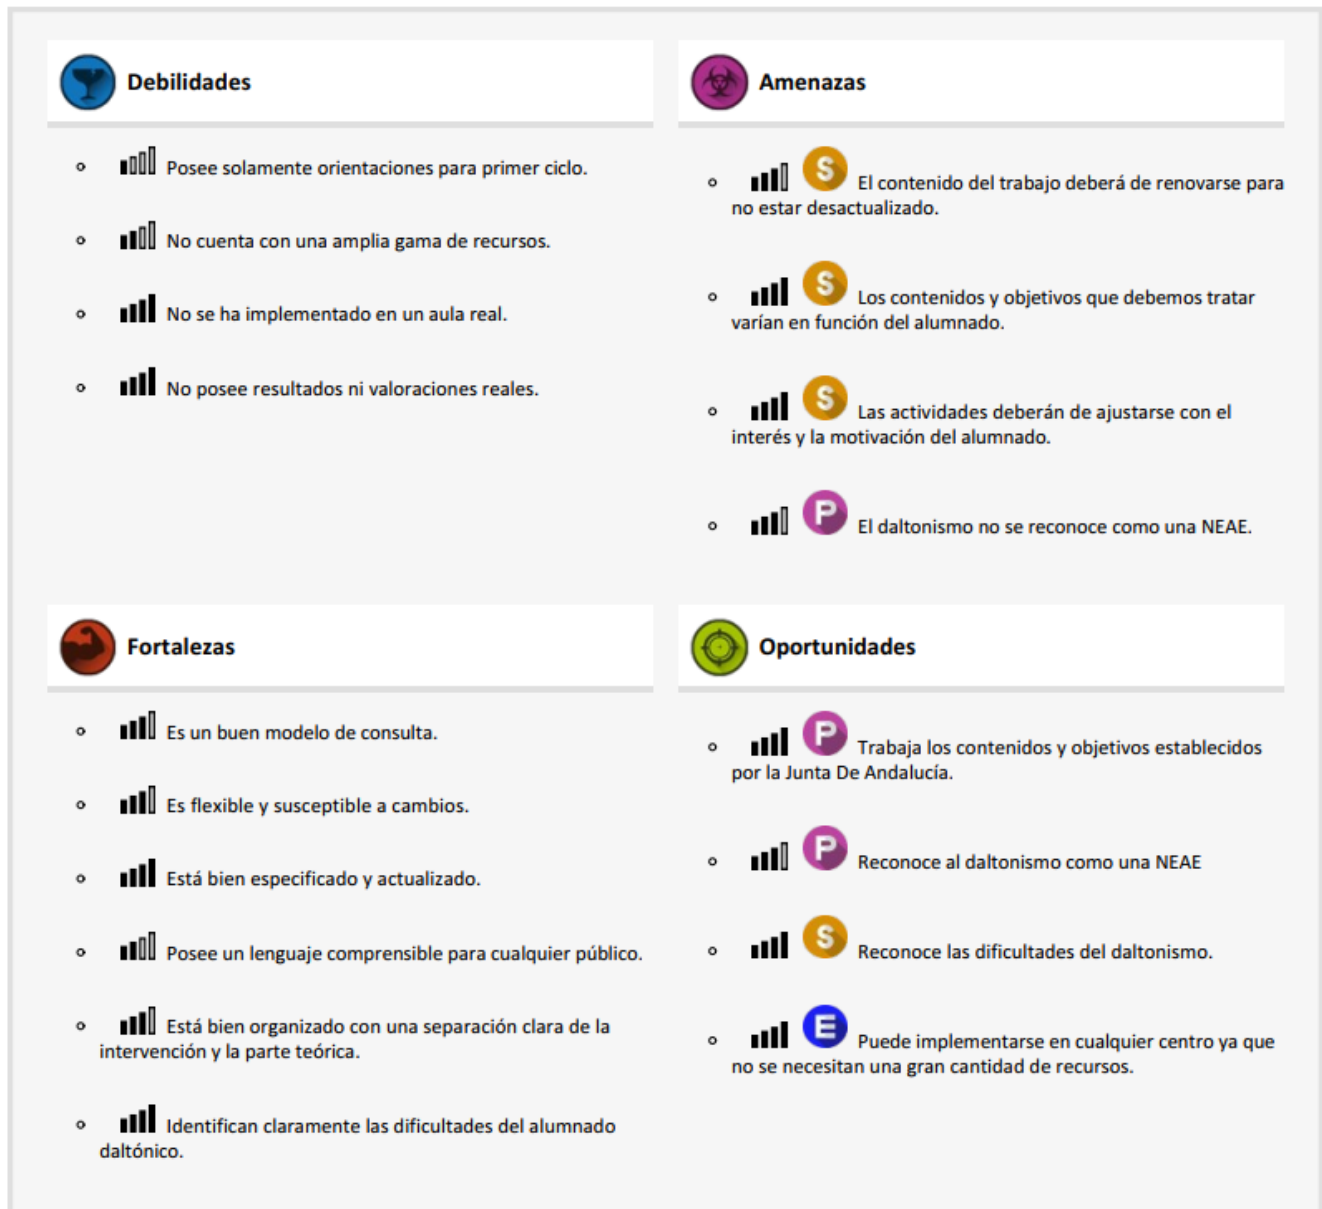 Debilidades
Posee solamente orientaciones para primer ciclo.
No cuenta con una amplia gama de recursos.
No se ha implementado en un aula real.
No posee resultados ni valoraciones reales.
Amenazas
S El contenido del trabajo deberá de renovarse para
no estar desactualizado.
S Los contenidos y objetivos que debemos tratar
varían en función del alumnado.
S Las actividades deberán de ajustarse con el
interés y la motivación del alumnado.
P El daltonismo no se reconoce como una NEAE.
Fortalezas
Es un buen modelo de consulta.
Es flexible y susceptible a cambios.
Está bien especificado y actualizado.
Posee un lenguaje comprensible para cualquier público.
Está bien organizado con una separación clara de la
intervención y la parte teórica.
Identifican claramente las dificultades del alumnado
daltónico.
Oportunidades
P Trabaja los contenidos y objetivos establecidos
por la Junta De Andalucía.
P Reconoce al daltonismo como una NEAE
S Reconoce las dificultades del daltonismo.
E Puede implementarse en cualquier centro ya que
no se necesitan una gran cantidad de recursos.